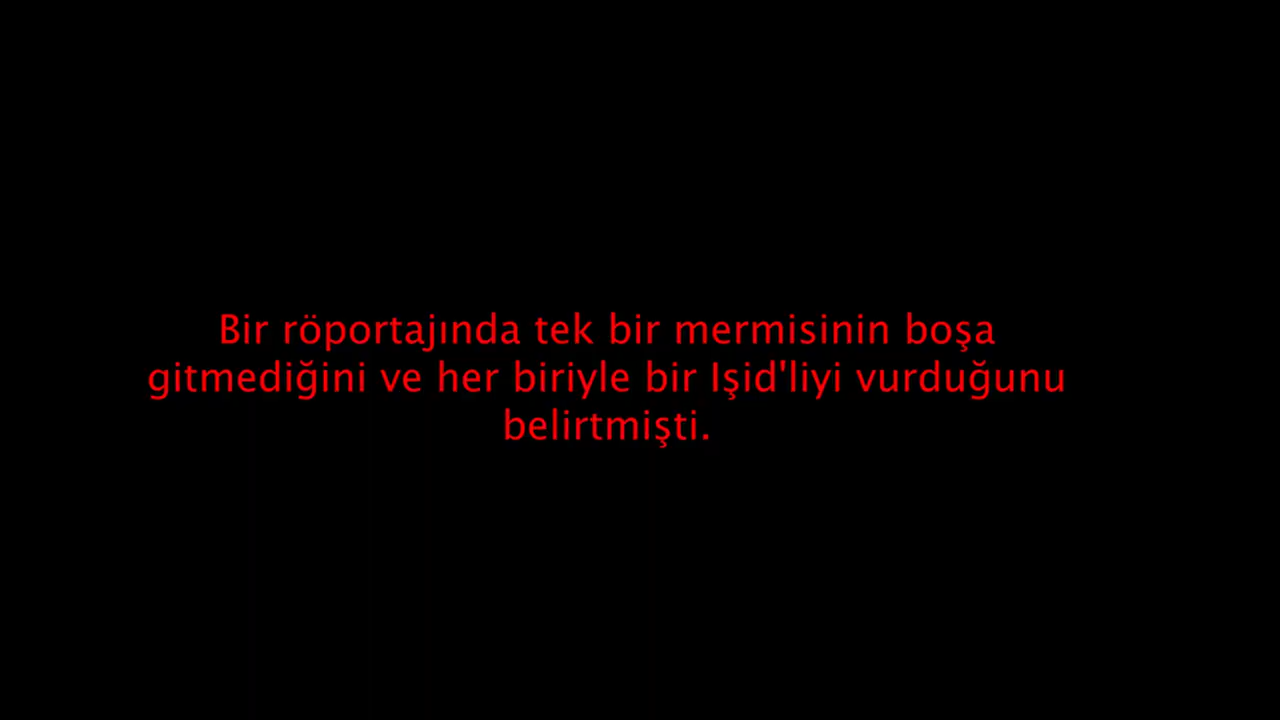 Bir röportajında tek bir mermisinin boşa
gitmediğini ve her biriyle bir Işid'liyi vurduğunu
belirtmişti.